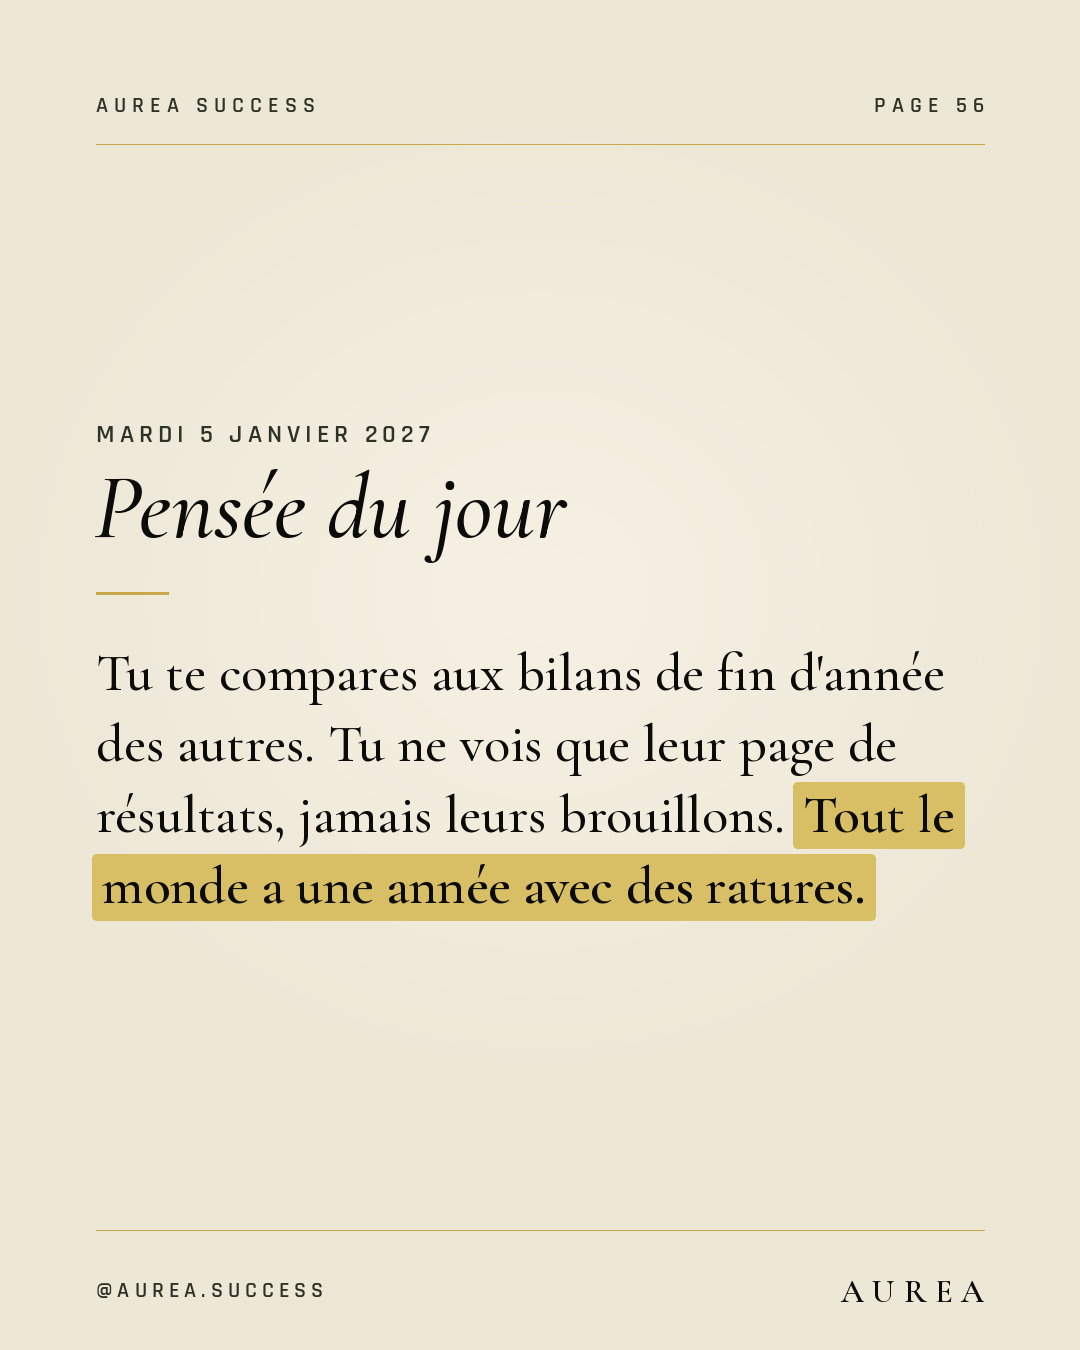 AUREA SUCCESS
PAGE 56
MARDI 5 JANVIER 2027
Pensée du jour
Tu te compares aux bilans de fin d'année
des autres. Tu ne vois que leur page de
résultats, jamais leurs brouillons. Tout le
monde a une année avec des ratures.
@AUREA.SUCCESS
AUREA